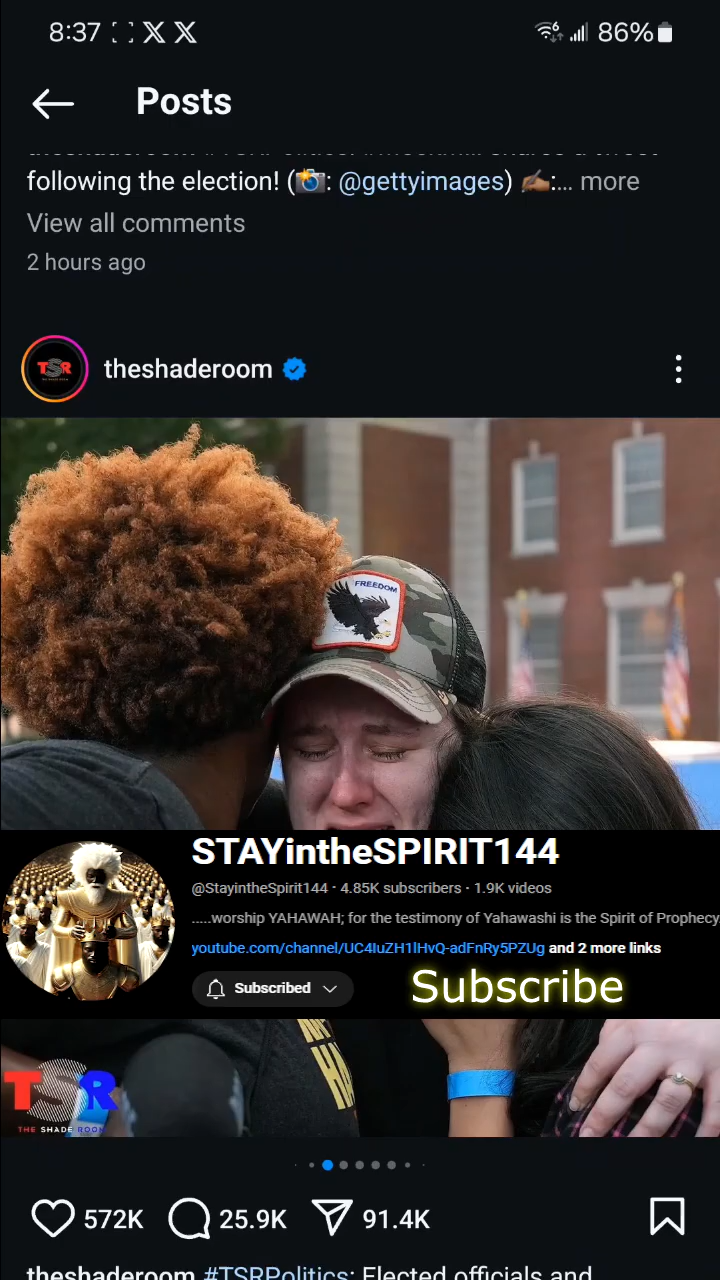 8:37
86%
Posts
following the election! (📸: @gettyimages) ✍🏾:... more
View all comments
2 hours ago
TSR
theshaderoom
FREEDOM
STAYintheSPIRIT144
@StayintheSpirit144 · 4.85K subscribers · 1.9K videos
.....worship YAHAWAH; for the testimony of Yahawashi is the Spirit of Prophecy
youtube.com/channel/UC4IuZH1lHvQ-adFnRy5PZUg and 2 more links
Subscribed
Subscribe
TSR
THE SHADE ROOM
572K
25.9K
91.4K
theshaderoom #TSRPolitics: Elected officials and